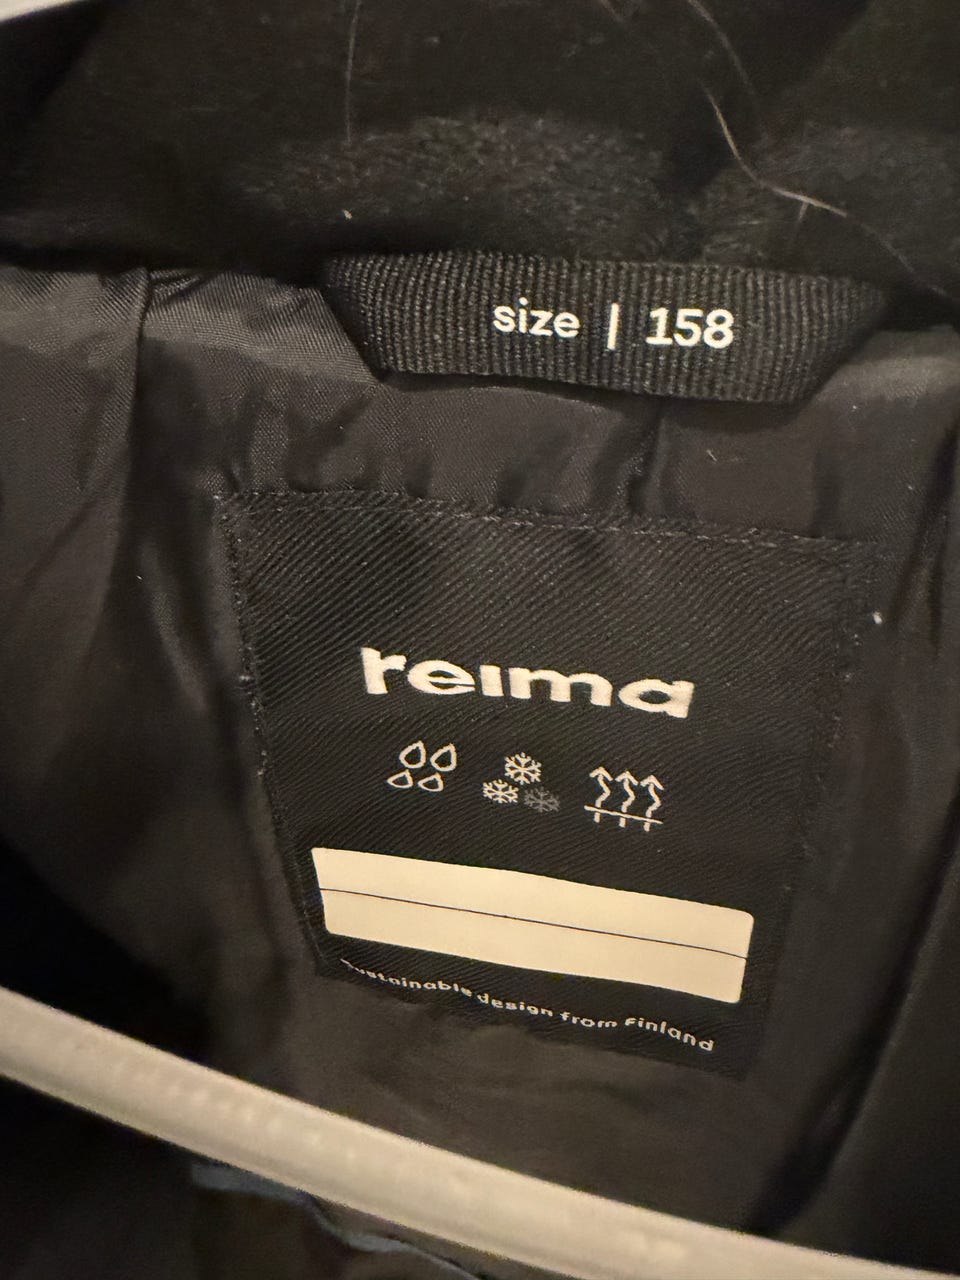 size | 158
reima
Sustainable design from Finland